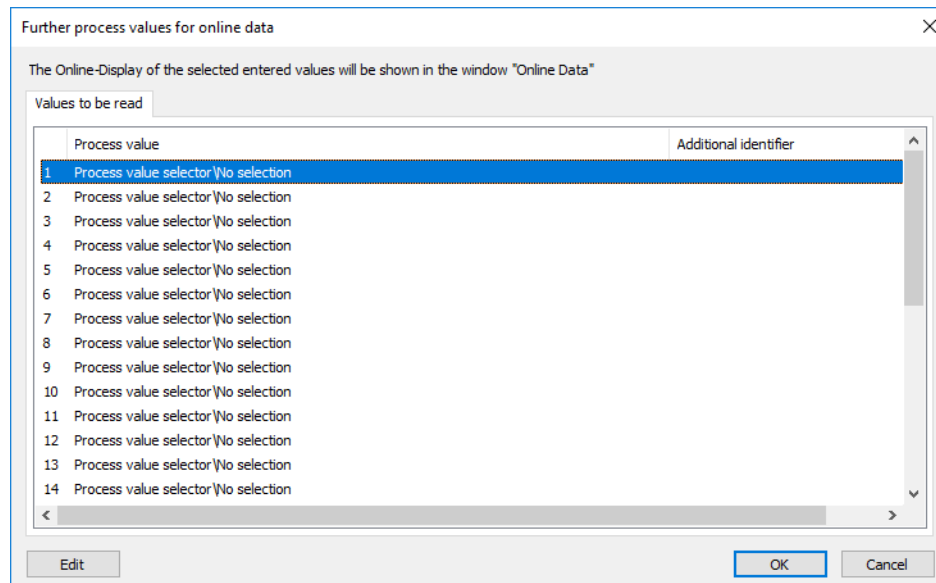 Further process values for online data
The Online-Display of the selected entered values will be shown in the window "Online Data"
Values to be read
Process value Additional identifier
1 Process value selector\No selection
2 Process value selector\No selection
3 Process value selector\No selection
4 Process value selector\No selection
5 Process value selector\No selection
6 Process value selector\No selection
7 Process value selector\No selection
8 Process value selector\No selection
9 Process value selector\No selection
10 Process value selector\No selection
11 Process value selector\No selection
12 Process value selector\No selection
13 Process value selector\No selection
14 Process value selector\No selection
Edit OK Cancel